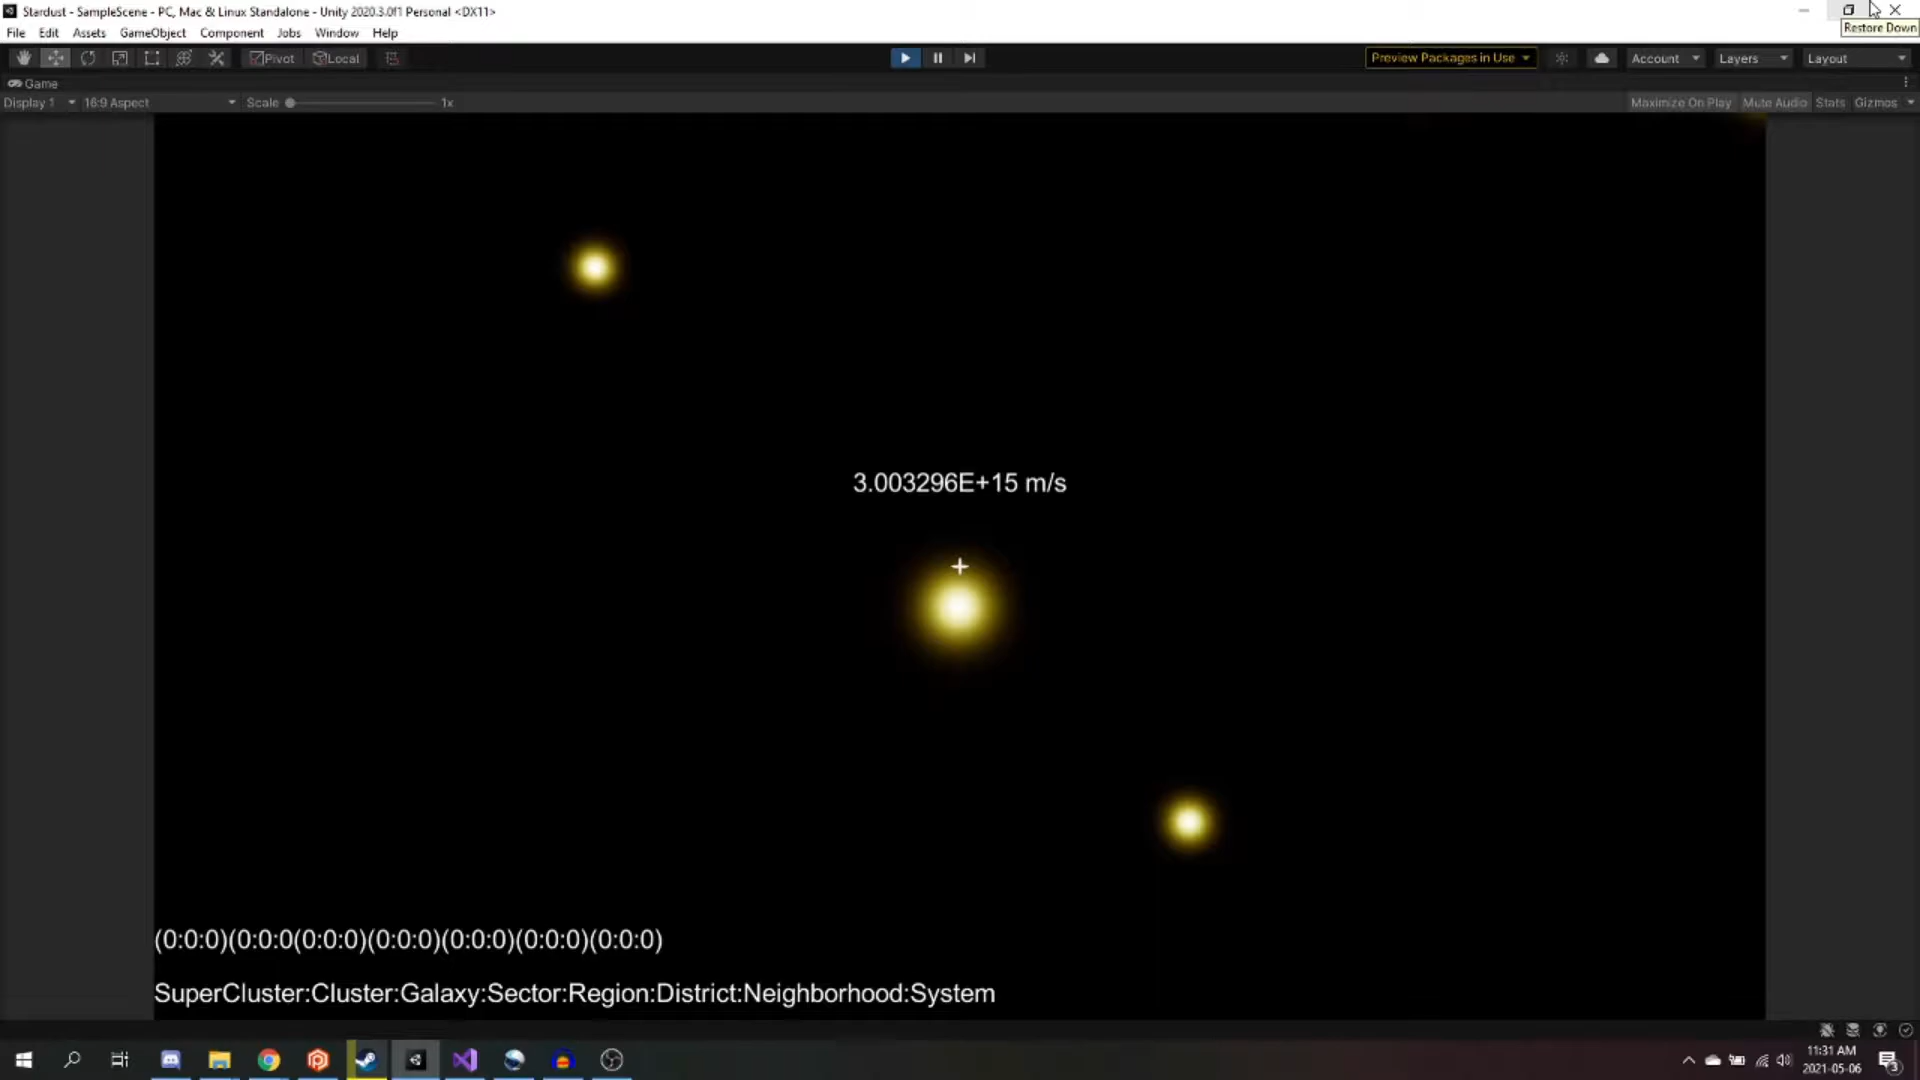 Stardust - SampleScene - PC, Mac & Linux Standalone - Unity 2020.3.0f1 Personal <DX11>
Restore Down
File Edit Assets GameObject Component Jobs Window Help
Pivot Local Preview Packages in Use Account Layers Layout
Game
Display 1 16:9 Aspect Scale 1x Maximize On Play Mute Audio Stats Gizmos
3.003296E+15 m/s
(0:0:0)(0:0:0(0:0:0)(0:0:0)(0:0:0)(0:0:0)(0:0:0)
SuperCluster:Cluster:Galaxy:Sector:Region:District:Neighborhood:System
11:31 AM
2021-05-06
3